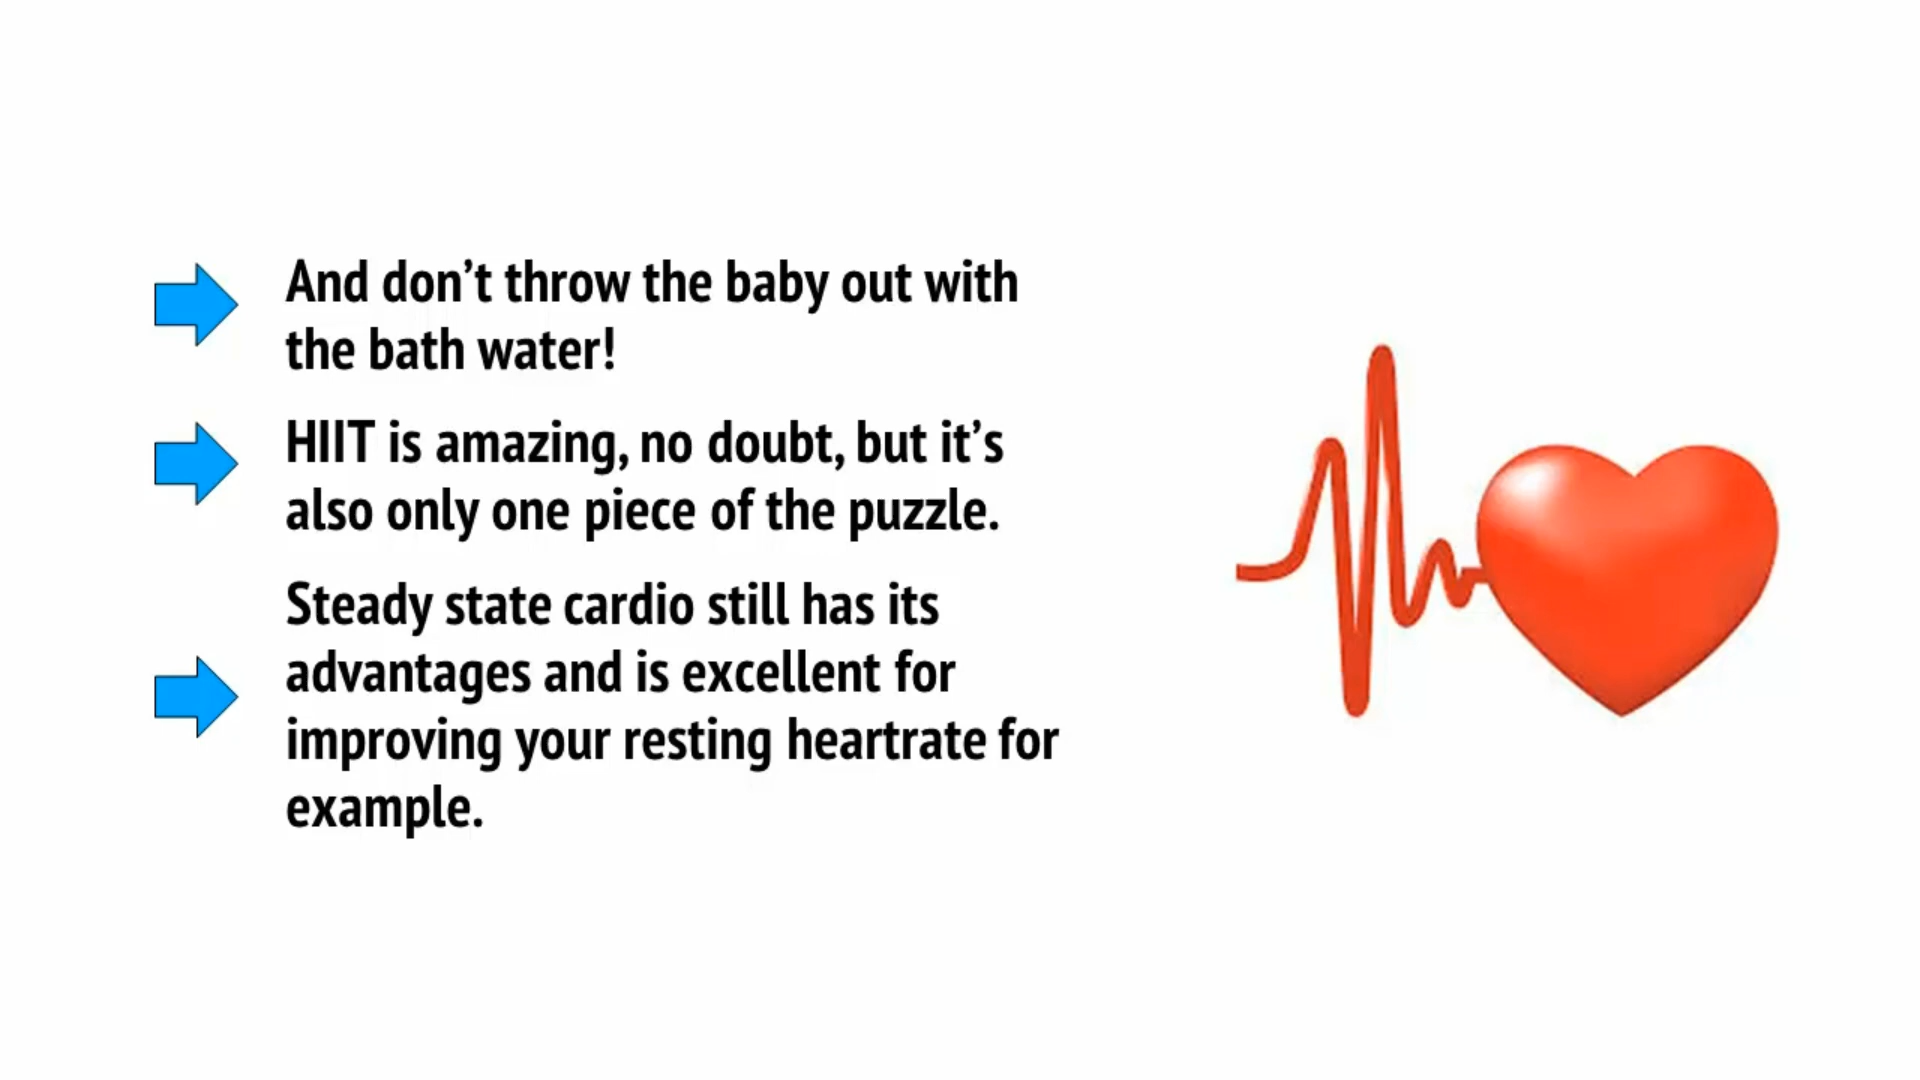 And don’t throw the baby out with
the bath water!
HIIT is amazing, no doubt, but it’s
also only one piece of the puzzle.
Steady state cardio still has its
advantages and is excellent for
improving your resting heartrate for
example.